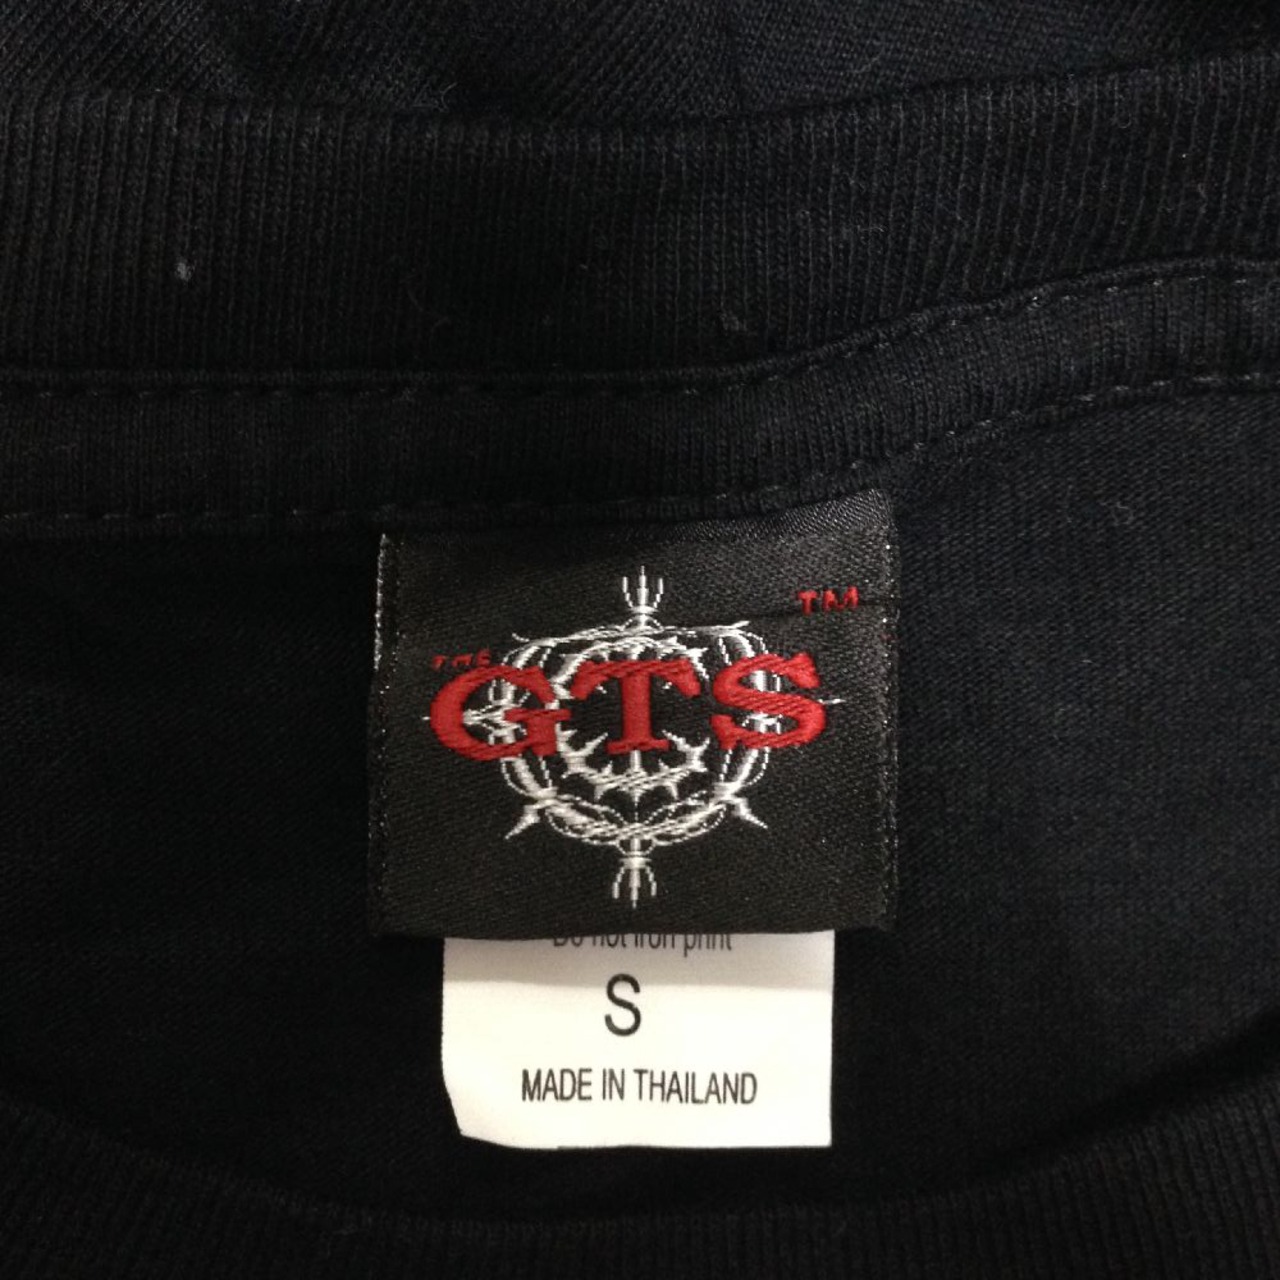 TM
THE
GTS
Do not iron print
S
MADE IN THAILAND